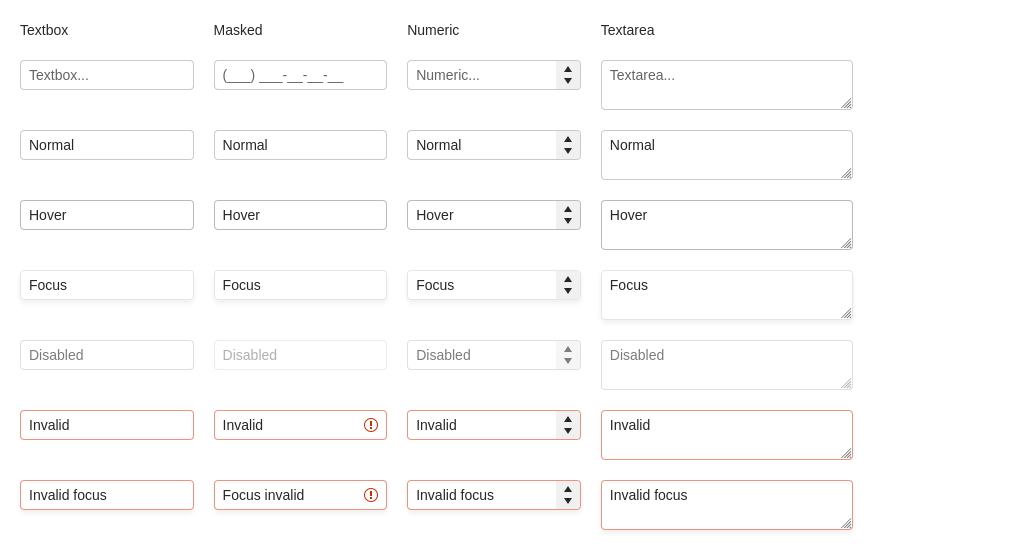 Textbox Masked Numeric Textarea
Textbox... (___) ___-__-__-__ Numeric... Textarea...
Normal Normal Normal Normal
Hover Hover Hover Hover
Focus Focus Focus Focus
Disabled Disabled Disabled Disabled
Invalid Invalid Invalid Invalid
Invalid focus Focus invalid Invalid focus Invalid focus